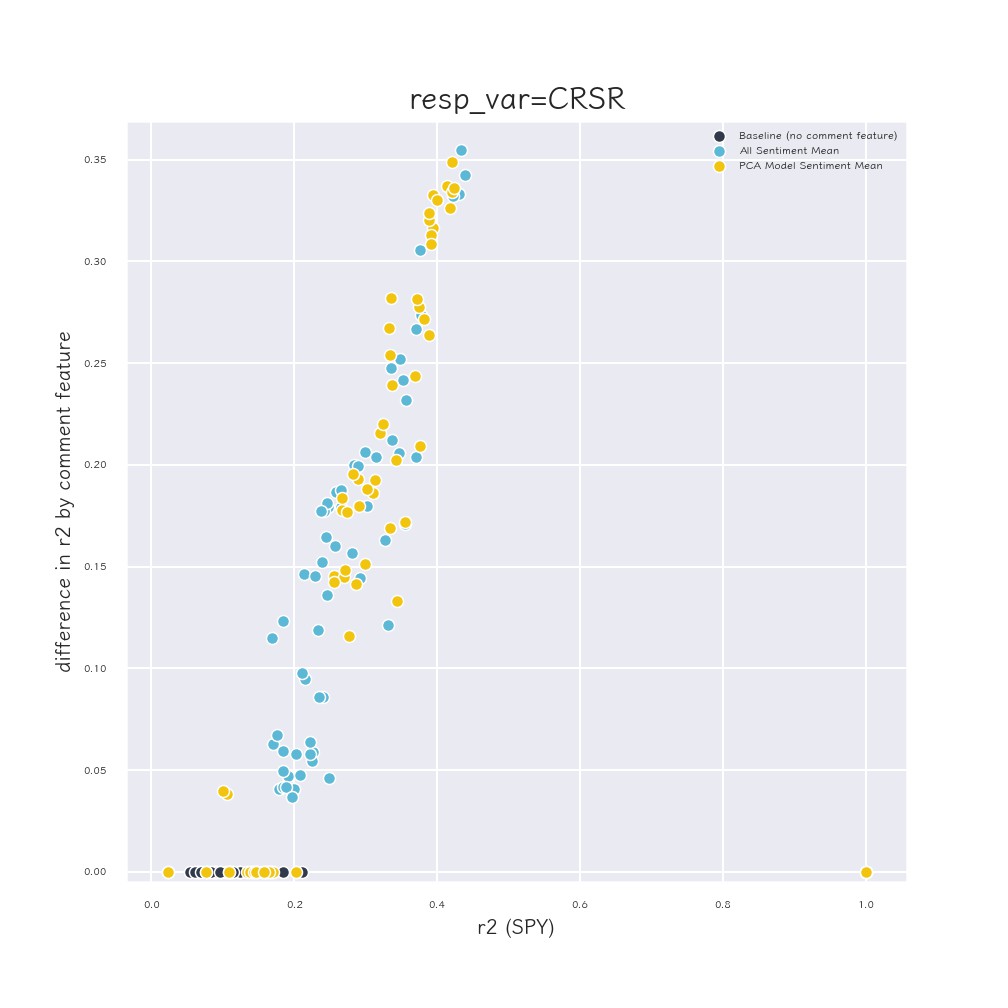 resp_var=CRSR
Baseline (no comment feature)
All Sentiment Mean
PCA Model Sentiment Mean
0.35
0.30
0.25
0.20
0.15
0.10
0.05
0.00
difference in r2 by comment feature
0.0 0.2 0.4 0.6 0.8 1.0
r2 (SPY)